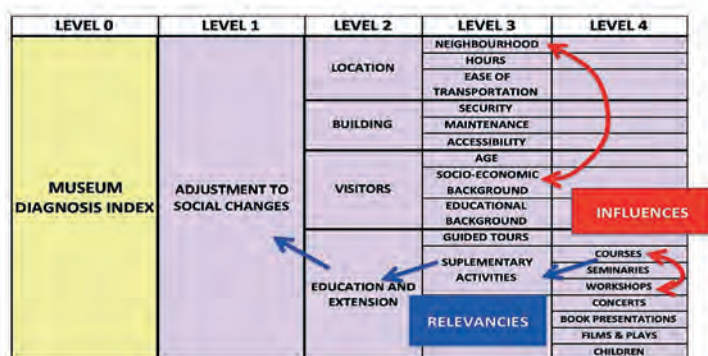 LEVEL 0 LEVEL 1 LEVEL 2 LEVEL 3 LEVEL 4
MUSEUM
DIAGNOSIS INDEX
ADJUSTMENT TO
SOCIAL CHANGES
LOCATION
NEIGHBOURHOOD
HOURS
EASE OF
TRANSPORTATION
BUILDING
SECURITY
MAINTENANCE
ACCESSIBILITY
VISITORS
AGE
SOCIO-ECONOMIC
BACKGROUND
EDUCATIONAL
BACKGROUND
EDUCATION AND
EXTENSION
GUIDED TOURS
SUPLEMENTARY
ACTIVITIES
COURSES
SEMINARIES
WORKSHOPS
CONCERTS
BOOK PRESENTATIONS
FILMS & PLAYS
CHILDREN
INFLUENCES
RELEVANCIES